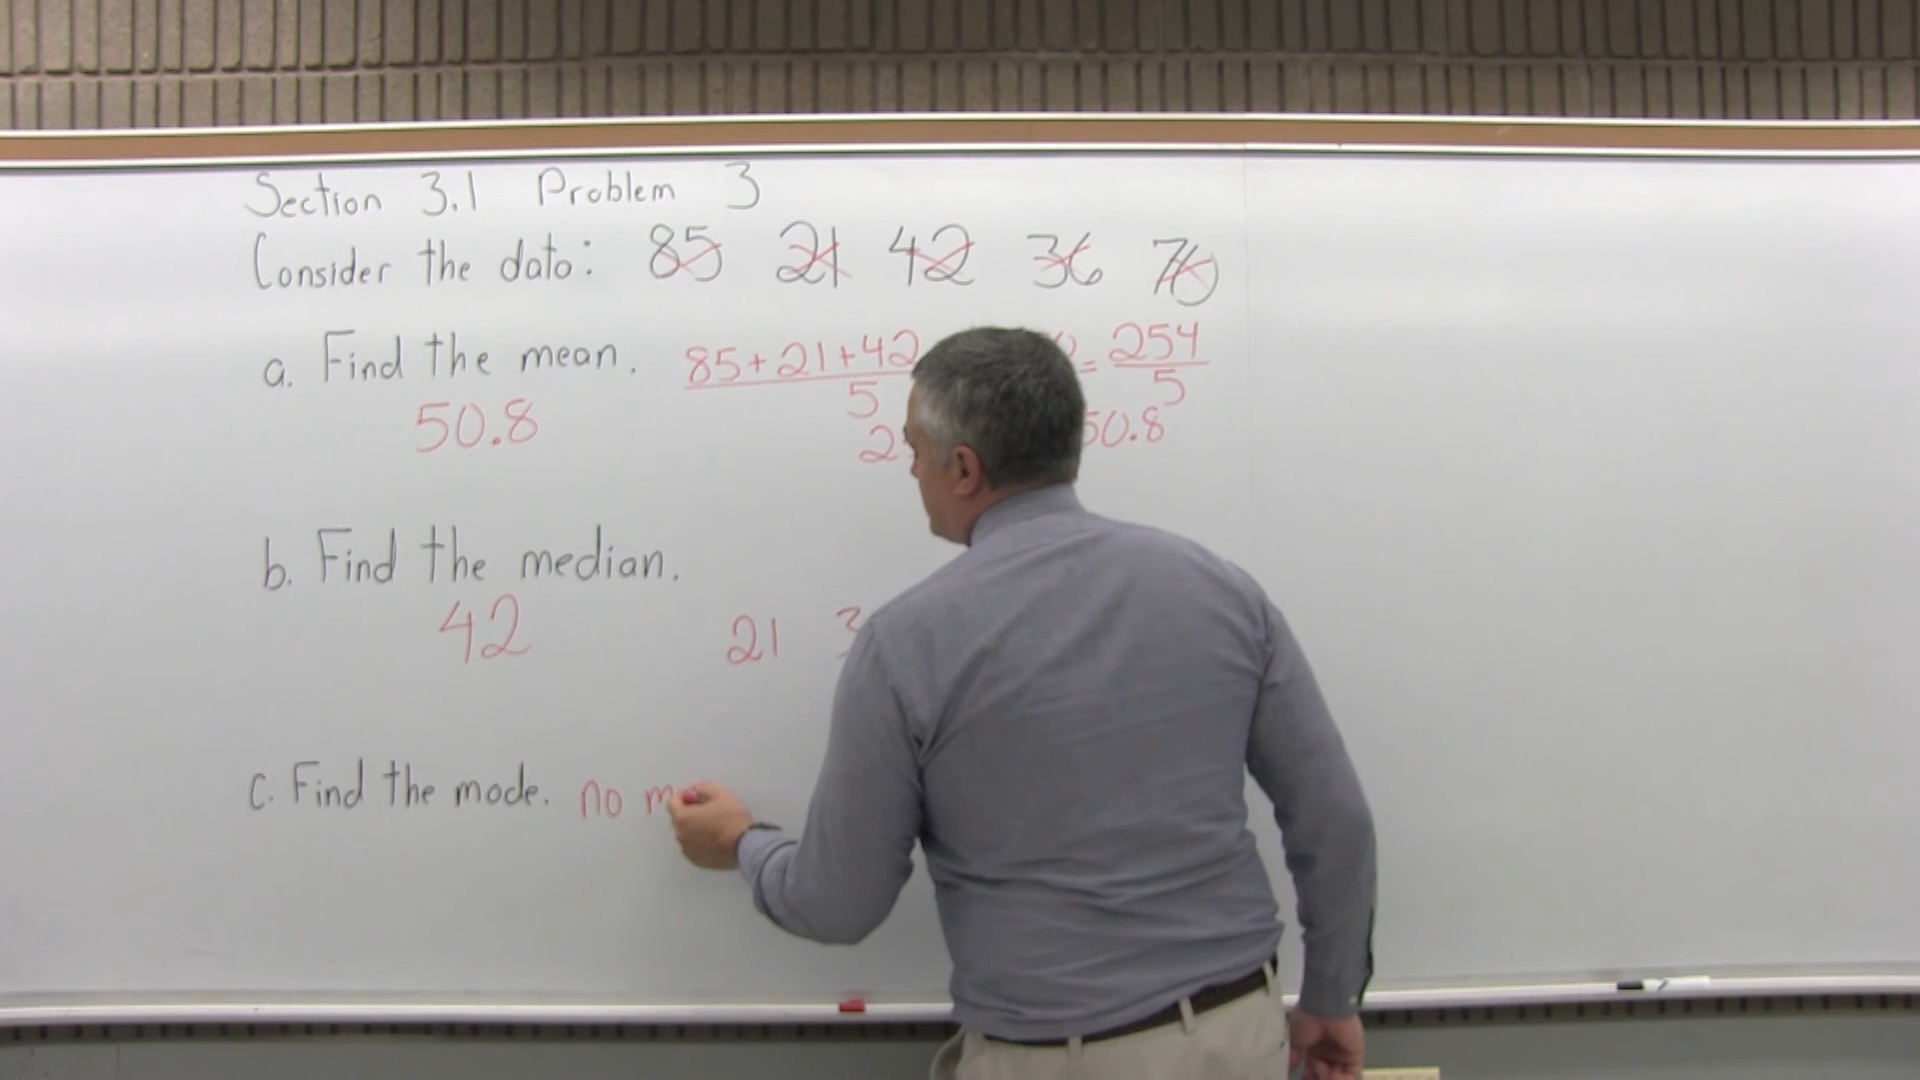 Section 3.1 Problem 3
Consider the data: 85 21 42 36 70
a. Find the mean. 85+21+42 = 254
5 5
50.8 50.8
b. Find the median.
42 21
c. Find the mode. no